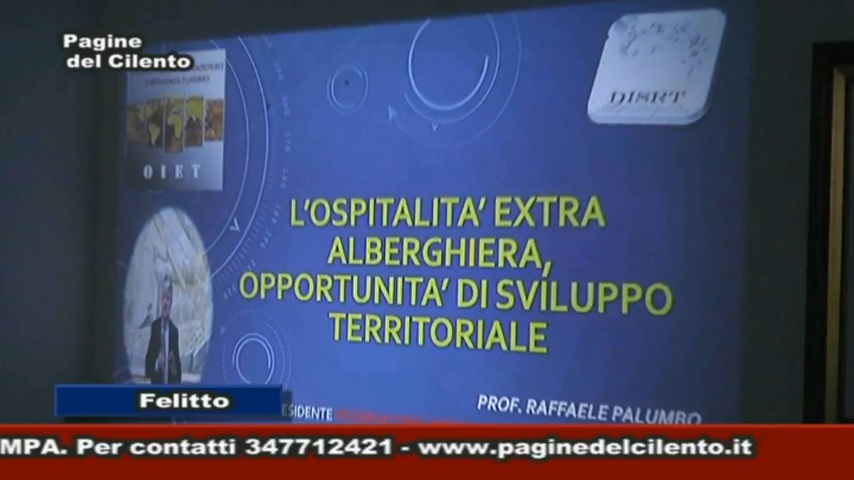 Pagine
del Cilento
OIET
DISRT
L'OSPITALITA' EXTRA
ALBERGHIERA,
OPPORTUNITA' DI SVILUPPO
TERRITORIALE
PROF. RAFFAELE PALUMBO
Felitto
MPA. Per contatti 347712421 - www.paginedelcilento.it